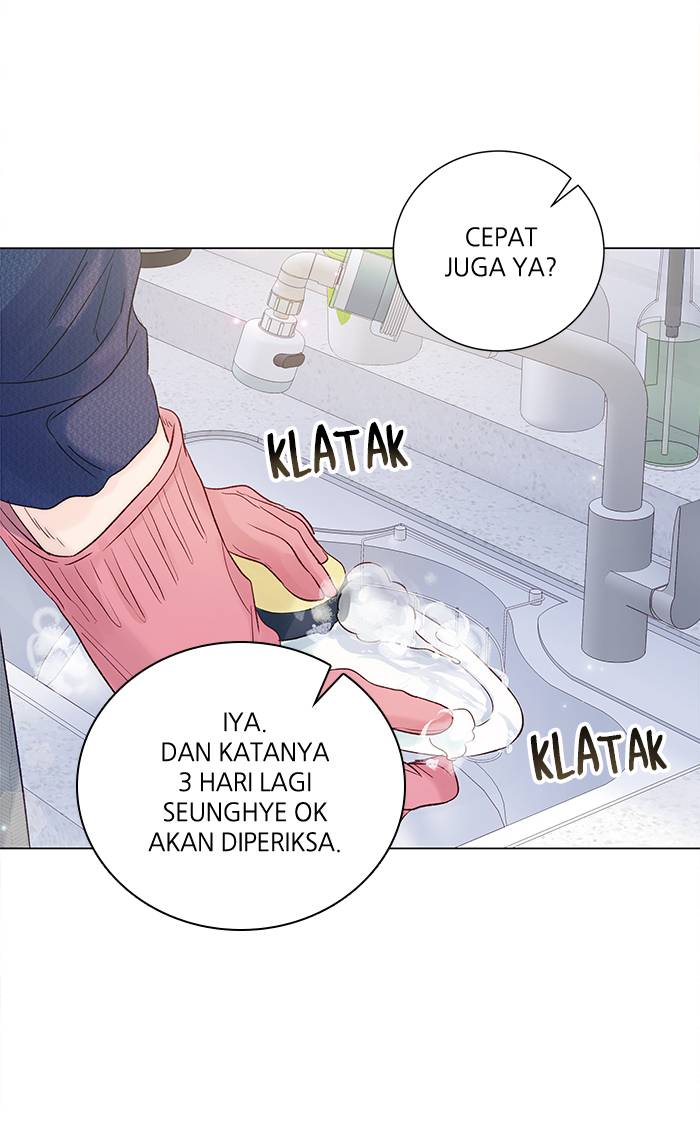 CEPAT
JUGA YA?
KLATAK
IYA.
DAN KATANYA
3 HARI LAGI
SEUNGHYE OK
AKAN DIPERIKSA.
KLATAK